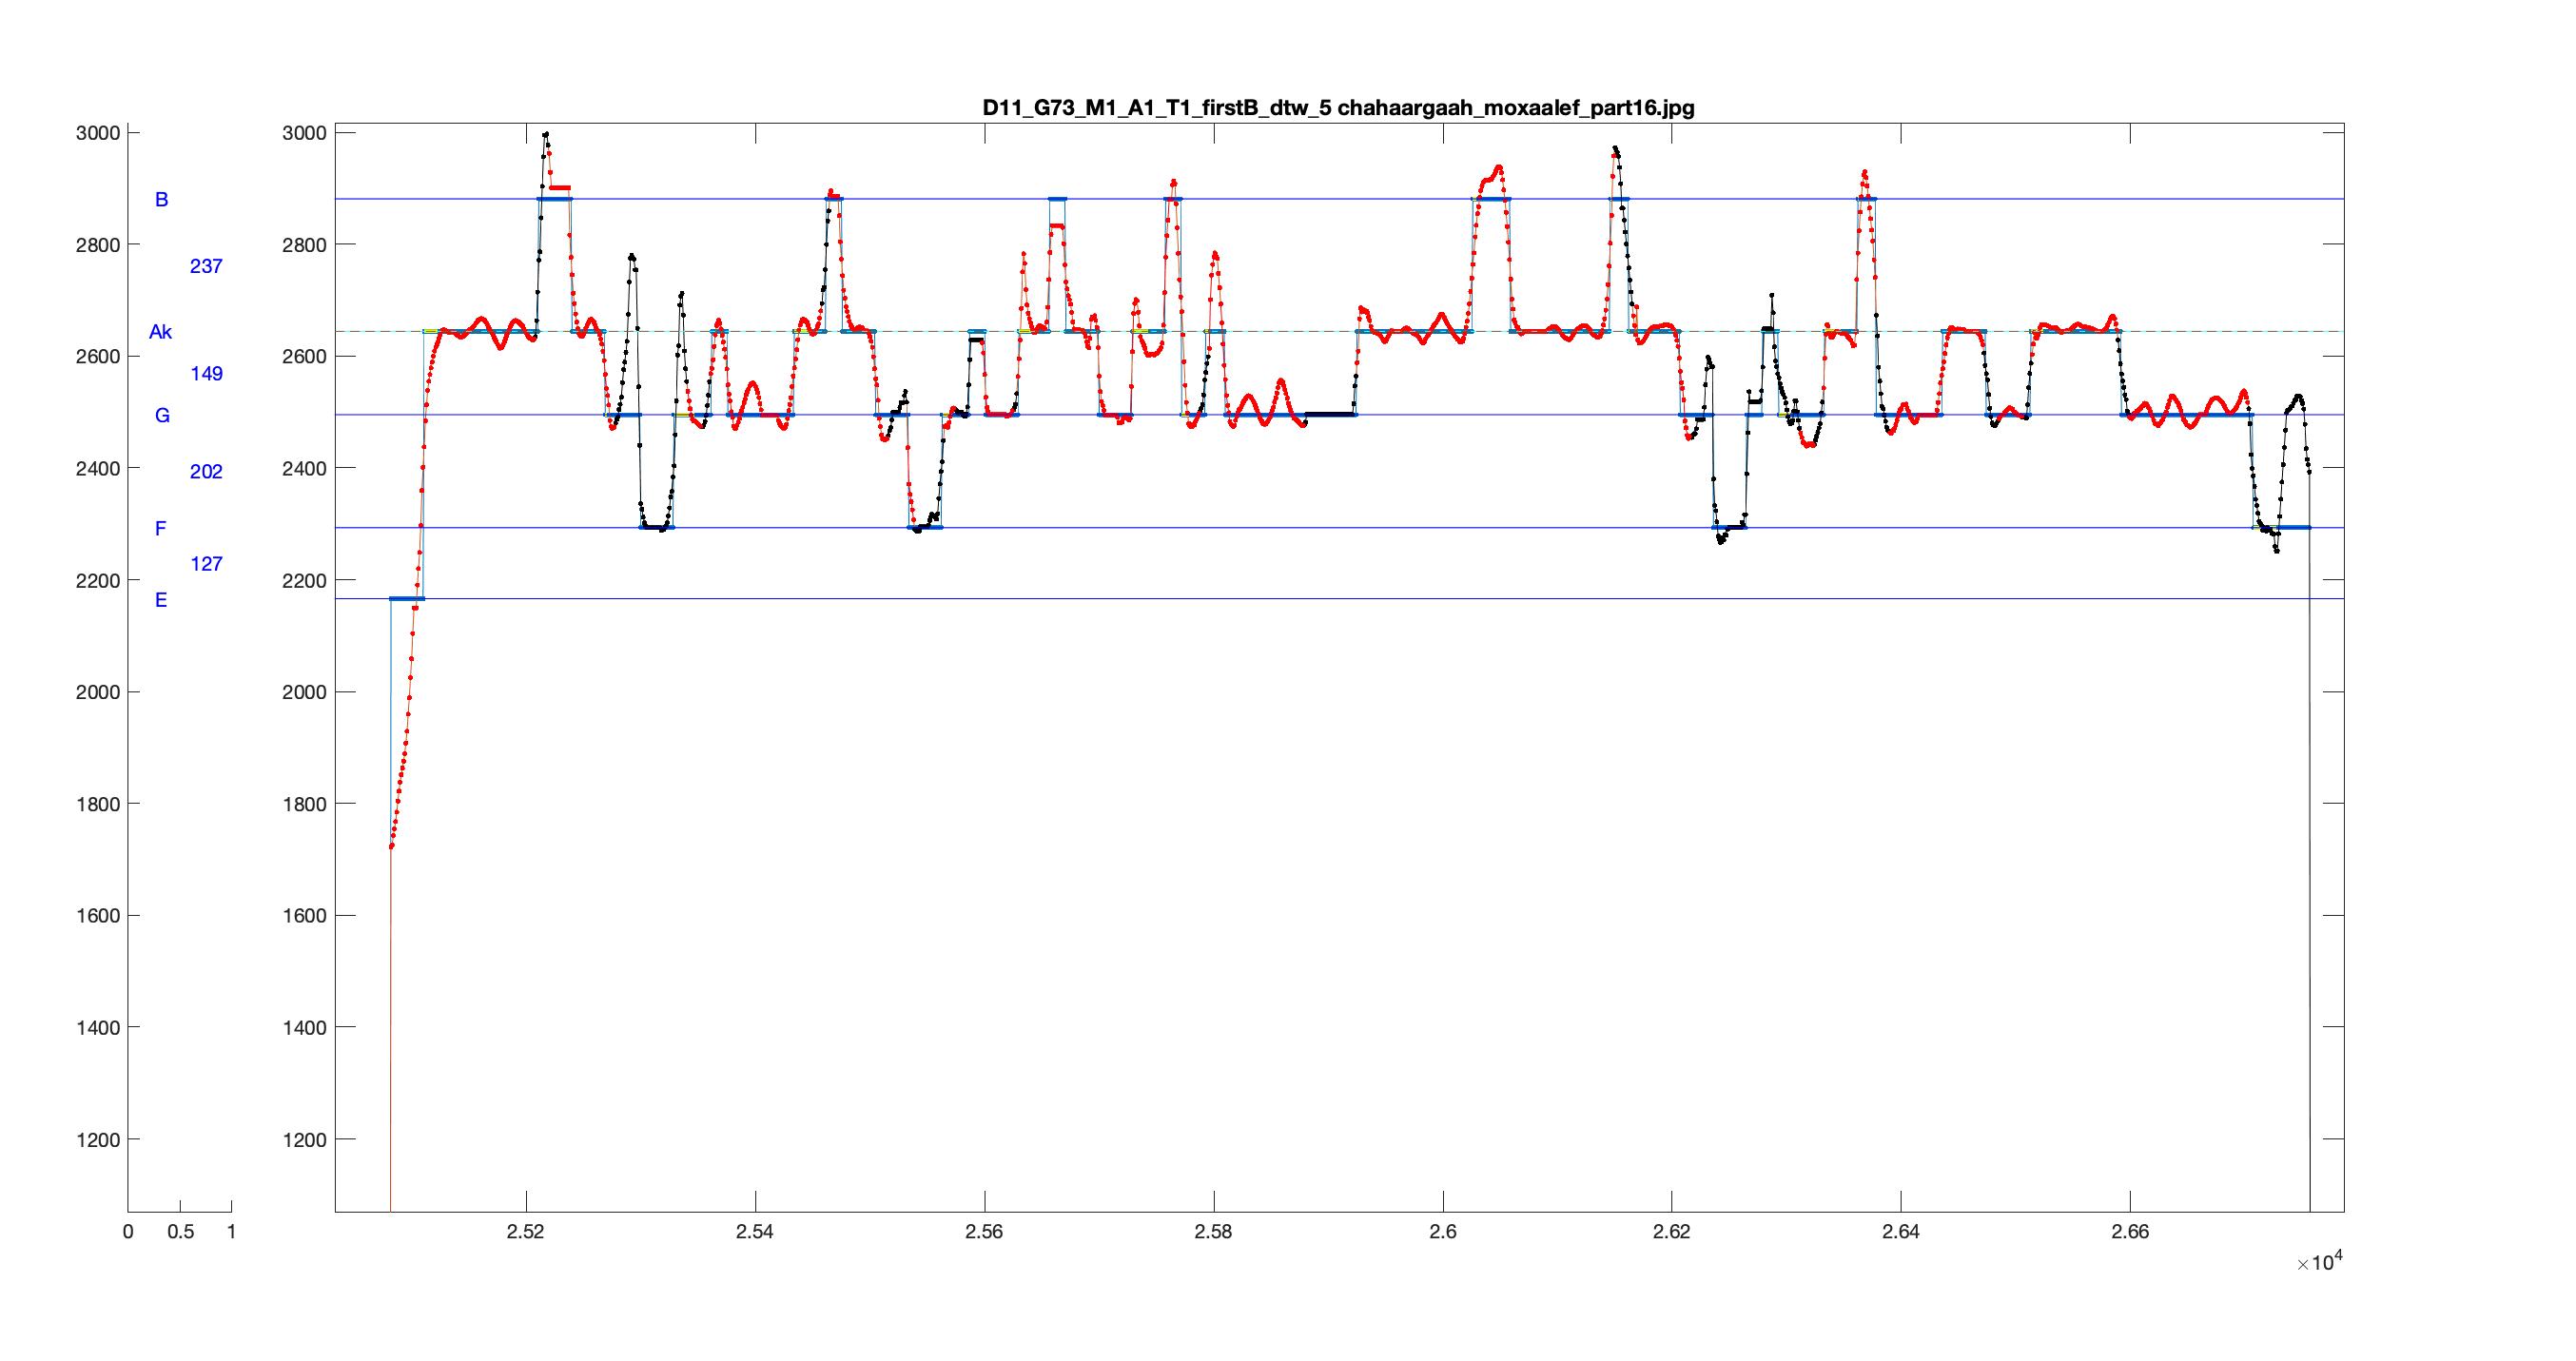 D11_G73_M1_A1_T1_firstB_dtw_5 chahaargaah_moxaalef_part16.jpg
3000 3000
B
2800 2800
237
Ak
2600 2600
149
G
2400 202 2400
F
127
2200 2200
E
2000 2000
1800 1800
1600 1600
1400 1400
1200 1200
0 0.5 1 2.52 2.54 2.56 2.58 2.6 2.62 2.64 2.66
×10^4